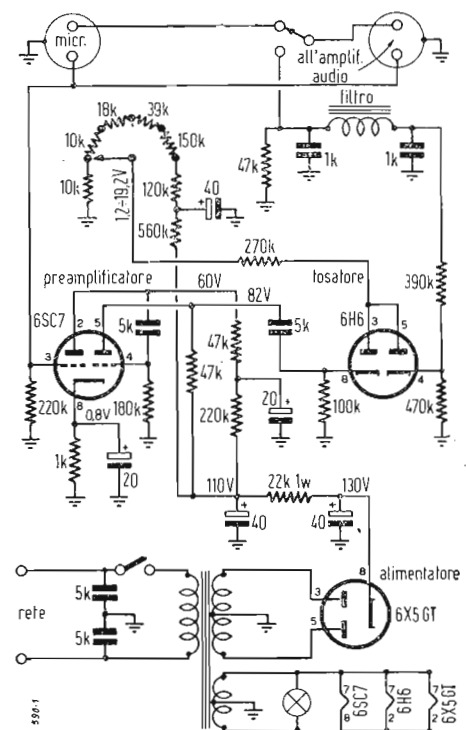 micr.
all'amplif.
audio
filtro
18k
39k
10k
150k
10k
1,2÷19,2V
120k
+
40
560k
47k
1k
1k
270k
390k
preamplificatore
60V
tosatore
82V
6SC7
2
5
5k
5k
6H6
3
5
3
4
47k
47k
8
4
220k
8
0,8V
180k
220k
20
+
100k
470k
1k
+
20
110V
22k 1w
130V
+
40
40
+
8
alimentatore
5k
5k
rete
3
5
6X5GT
7
6SC7
8
7
6H6
2
7
6X5GT
2
590-1